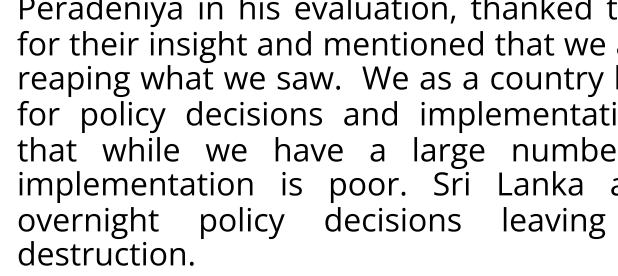 Peradeniya in his evaluation, thanked
for their insight and mentioned that we
reaping what we saw. We as a country
for policy decisions and implementati
that while we have a large numbe
implementation is poor. Sri Lanka
overnight policy decisions leaving
destruction.